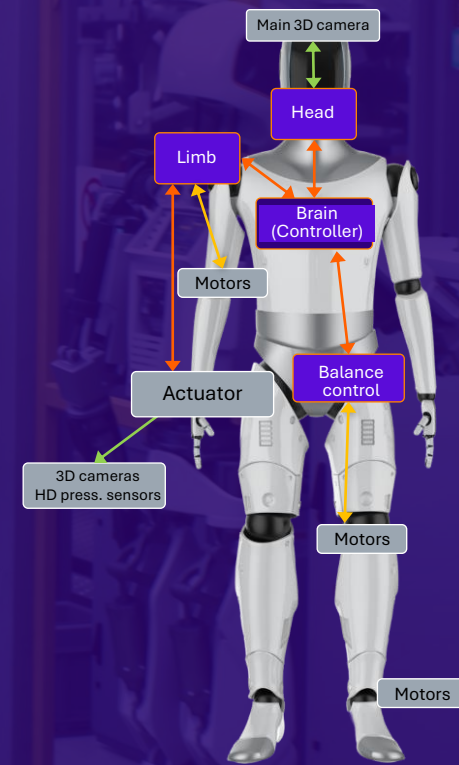 Main 3D camera
Head
Limb
Brain
(Controller)
Motors
Balance
control
Actuator
3D cameras
HD press. sensors
Motors
Motors